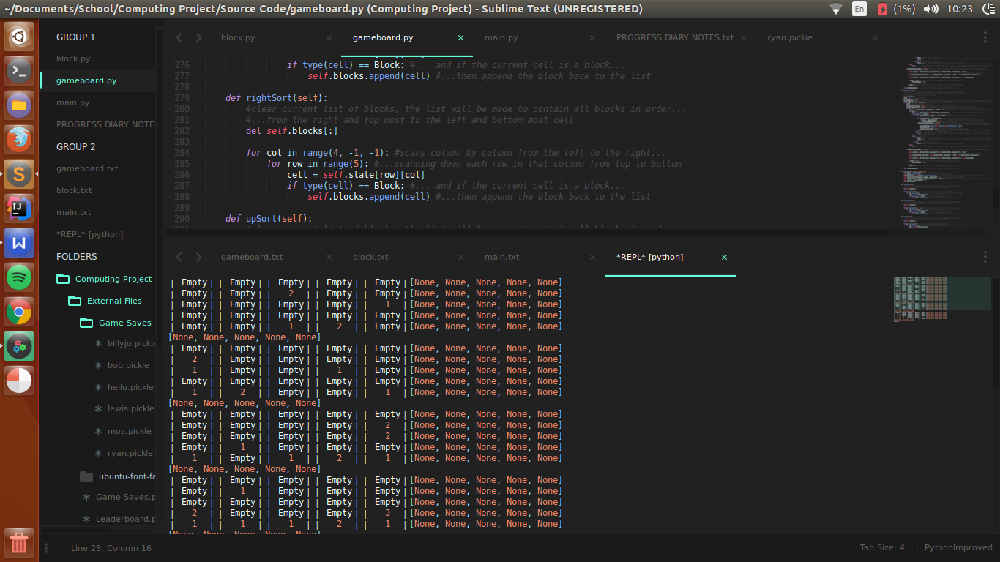 ~/Documents/School/Computing Project/Source Code/gameboard.py (Computing Project) - Sublime Text (UNREGISTERED)
En (1%) 10:23
GROUP 1
block.py
gameboard.py
main.py
PROGRESS DIARY NOTE
GROUP 2
gameboard.txt
block.txt
main.txt
*REPL* [python]
FOLDERS
Computing Project
External Files
Game Saves
billyjo.pickle
bob.pickle
hello.pickle
lewis.pickle
moz.pickle
ryan.pickle
ubuntu-font-fa
Game Saves.p
Leaderboard.p
block.py × gameboard.py × main.py × PROGRESS DIARY NOTES.txt × ryan.pickle ×
276 if type(cell) == Block: #... and if the current cell is a block...
277 self.blocks.append(cell) #...then append the block back to the list
278
279 def rightSort(self):
280 #clear current list of blocks, the list will be made to contain all blocks in order...
281 #...from the right and top most to the left and bottom most cell
282 del self.blocks[:]
283
284 for col in range(4, -1, -1): #scans column by column from the left to the right...
285 for row in range(5): #...scanning down each row in that column from top to bottom
286 cell = self.state[row][col]
287 if type(cell) == Block: #... and if the current cell is a block...
288 self.blocks.append(cell) #...then append the block back to the list
289
290 def upSort(self):
gameboard.txt × block.txt × main.txt × *REPL* [python] ×
| Empty | | Empty | | Empty | | Empty | | Empty |[None, None, None, None, None]
| Empty | | Empty | | 2 | | Empty | | Empty |[None, None, None, None, None]
| Empty | | Empty | | Empty | | Empty | | 1 |[None, None, None, None, None]
| Empty | | Empty | | Empty | | Empty | | Empty |[None, None, None, None, None]
| Empty | | Empty | | 1 | | 2 | | Empty |[None, None, None, None, None]
[None, None, None, None, None]
| Empty | | Empty | | Empty | | Empty | | Empty |[None, None, None, None, None]
| 2 | | Empty | | Empty | | Empty | | Empty |[None, None, None, None, None]
| 1 | | Empty | | Empty | | 1 | | Empty |[None, None, None, None, None]
| Empty | | Empty | | Empty | | Empty | | Empty |[None, None, None, None, None]
| 1 | | 2 | | Empty | | Empty | | 1 |[None, None, None, None, None]
[None, None, None, None, None]
| Empty | | Empty | | Empty | | Empty | | Empty |[None, None, None, None, None]
| Empty | | Empty | | Empty | | Empty | | 2 |[None, None, None, None, None]
| Empty | | Empty | | Empty | | Empty | | 2 |[None, None, None, None, None]
| Empty | | 1 | | Empty | | Empty | | Empty |[None, None, None, None, None]
| 1 | | Empty | | 1 | | 2 | | 1 |[None, None, None, None, None]
[None, None, None, None, None]
| Empty | | Empty | | Empty | | Empty | | Empty |[None, None, None, None, None]
| Empty | | 1 | | Empty | | Empty | | Empty |[None, None, None, None, None]
| Empty | | Empty | | Empty | | Empty | | Empty |[None, None, None, None, None]
| 2 | | Empty | | Empty | | Empty | | 3 |[None, None, None, None, None]
| 1 | | 1 | | 1 | | 2 | | 1 |[None, None, None, None, None]
[None, None, None, None, None]
Line 25, Column 16 Tab Size: 4 PythonImproved